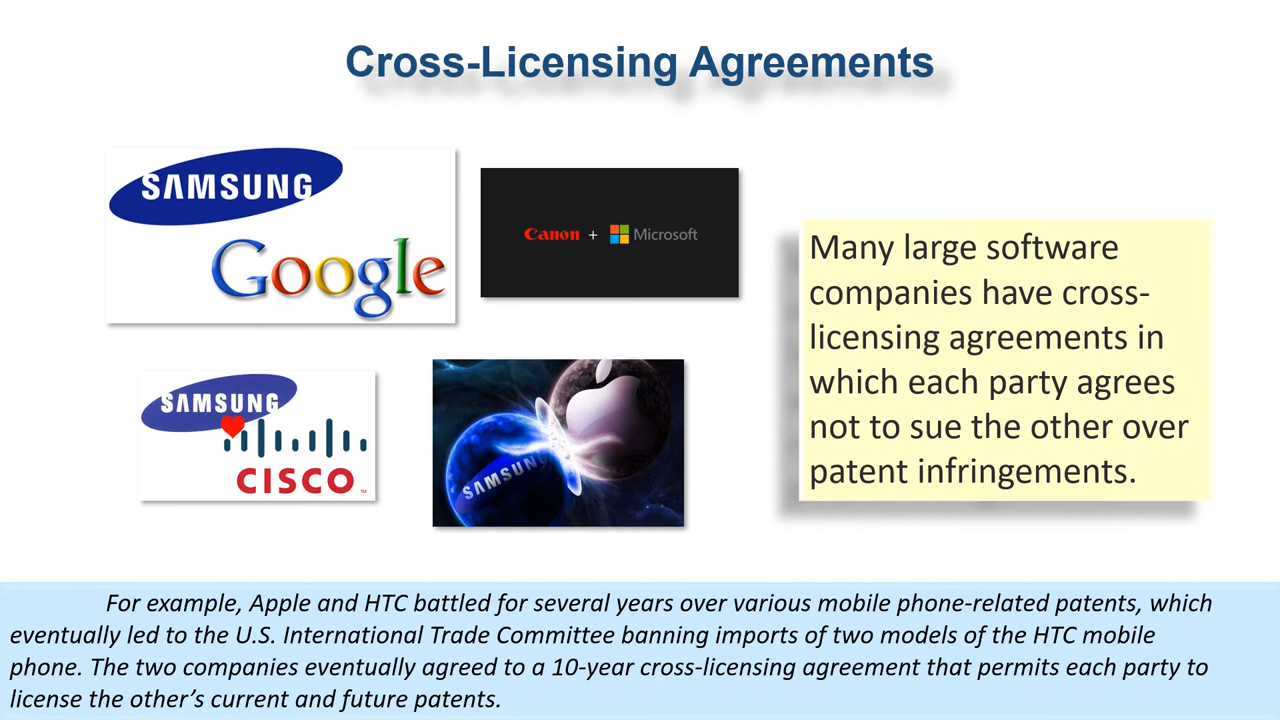 Cross-Licensing Agreements
SAMSUNG
Google
Canon + Microsoft
SAMSUNG
CISCO™
SAMSUNG
Many large software
companies have cross-
licensing agreements in
which each party agrees
not to sue the other over
patent infringements.
For example, Apple and HTC battled for several years over various mobile phone-related patents, which
eventually led to the U.S. International Trade Committee banning imports of two models of the HTC mobile
phone. The two companies eventually agreed to a 10-year cross-licensing agreement that permits each party to
license the other’s current and future patents.